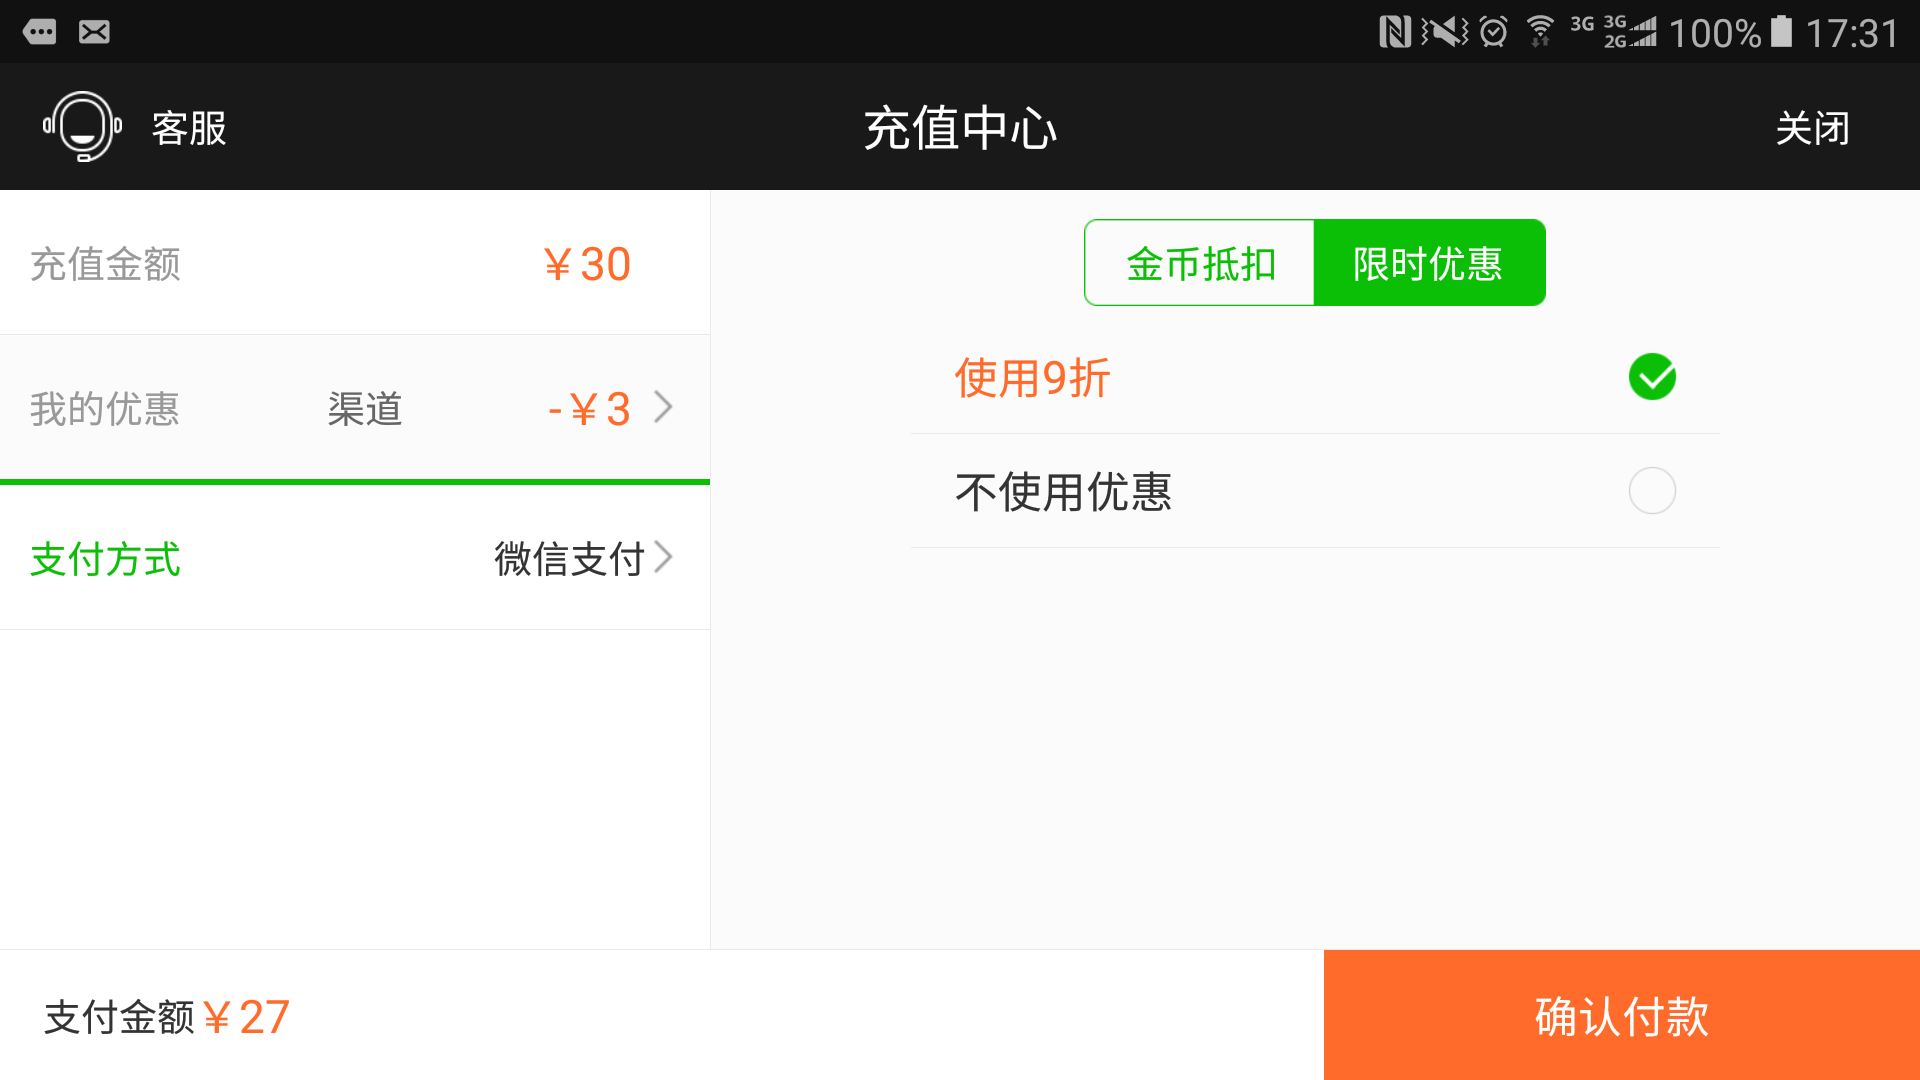 3G 3G 2G 100% 17:31
客服 充值中心 关闭
充值金额 ￥30
我的优惠 渠道 -￥3
支付方式 微信支付
金币抵扣 限时优惠
使用9折
不使用优惠
支付金额￥27
确认付款